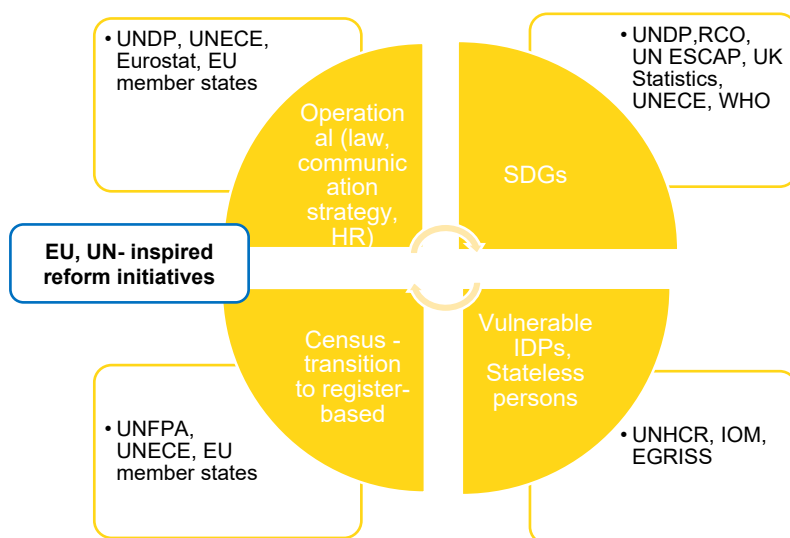 • UNDP, UNECE,
Eurostat, EU
member states
• UNDP,RCO,
UN ESCAP, UK
Statistics,
UNECE, WHO
Operation
al (law,
communic
ation
strategy,
HR)
SDGs
EU, UN- inspired
reform initiatives
Census -
transition
to register-
based
Vulnerable
IDPs,
Stateless
persons
• UNFPA,
UNECE, EU
member states
• UNHCR, IOM,
EGRISS